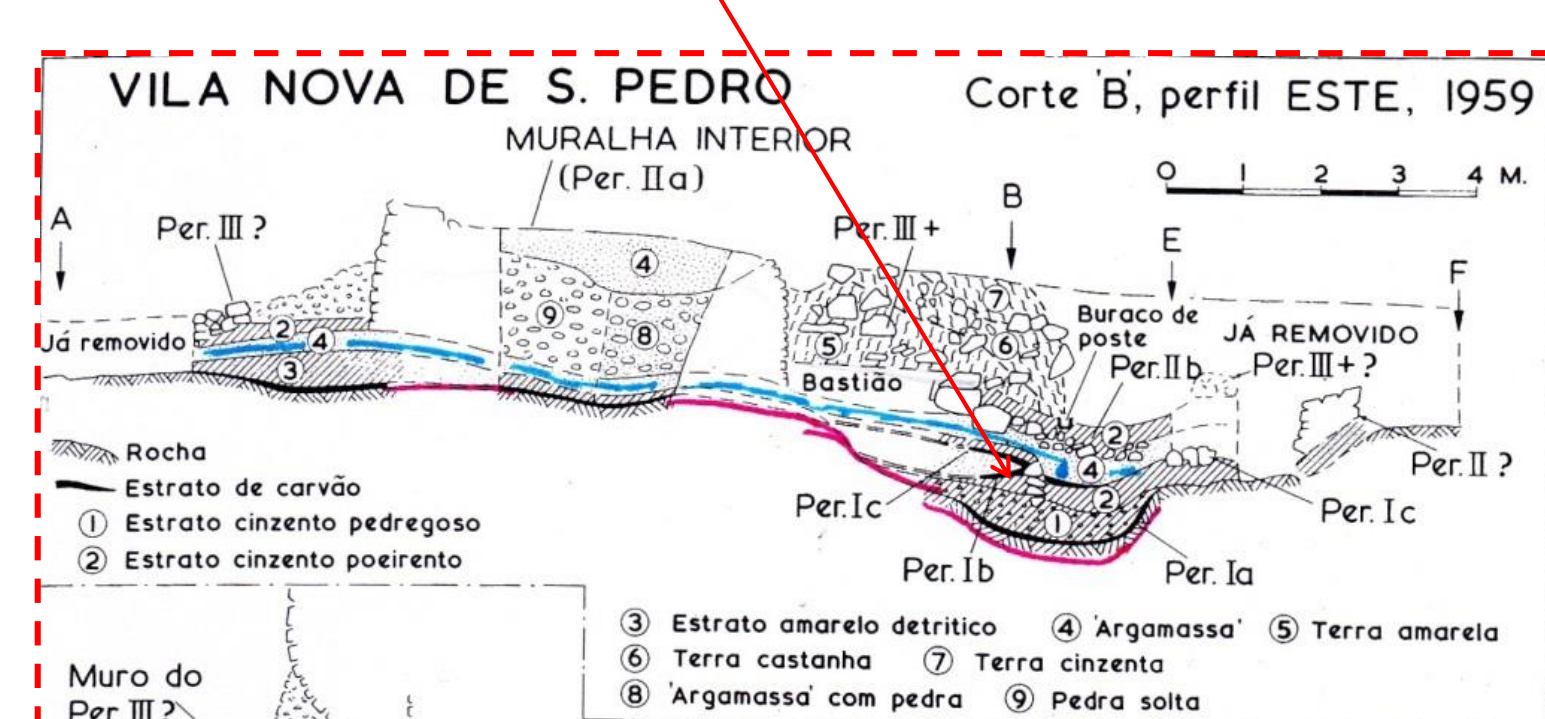 VILA NOVA DE S. PEDRO
Corte 'B', perfil ESTE, 1959
MURALHA INTERIOR
(Per. IIa)
0 1 2 3 4 M.
A
Per. III ?
Per. III +
B
E
F
4
7
9
8
5
6
Buraco de
poste
JÁ REMOVIDO
Já removido
2
4
3
Bastião
Per. IIb
Per. III+ ?
2
4
2
1
Per. II ?
Per. Ic
Per. Ic
Per. Ib
Per. Ia
Rocha
Estrato de carvão
① Estrato cinzento pedregoso
② Estrato cinzento poeirento
③ Estrato amarelo detritico ④ 'Argamassa' ⑤ Terra amarela
⑥ Terra castanha ⑦ Terra cinzenta
⑧ 'Argamassa' com pedra ⑨ Pedra solta
Muro do
Per III ?